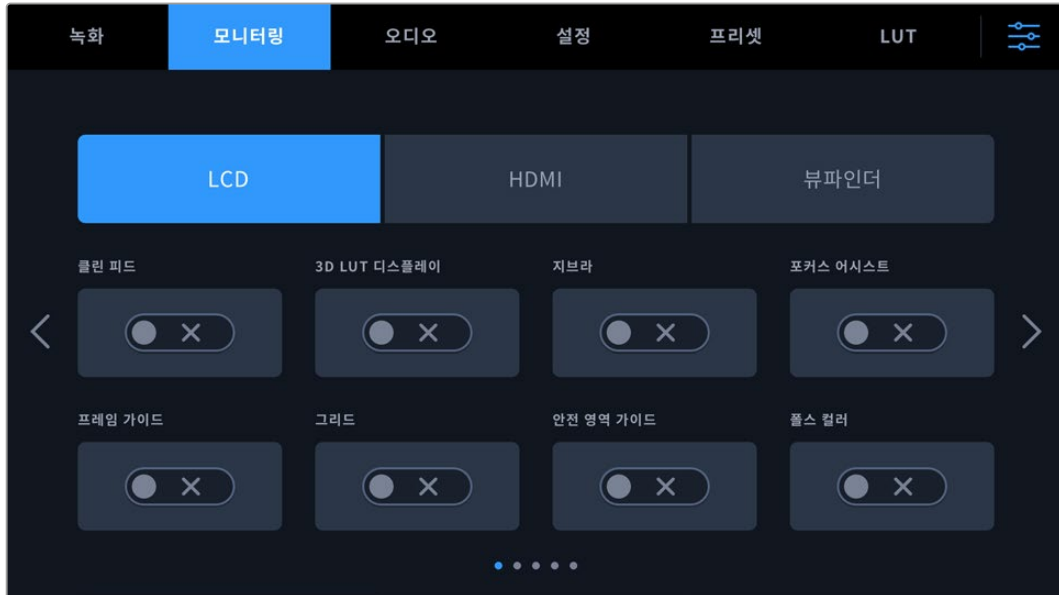 녹화 모니터링 오디오 설정 프리셋 LUT
LCD HDMI 뷰파인더
클린 피드 3D LUT 디스플레이 지브라 포커스 어시스트
프레임 가이드 그리드 안전 영역 가이드 폴스 컬러